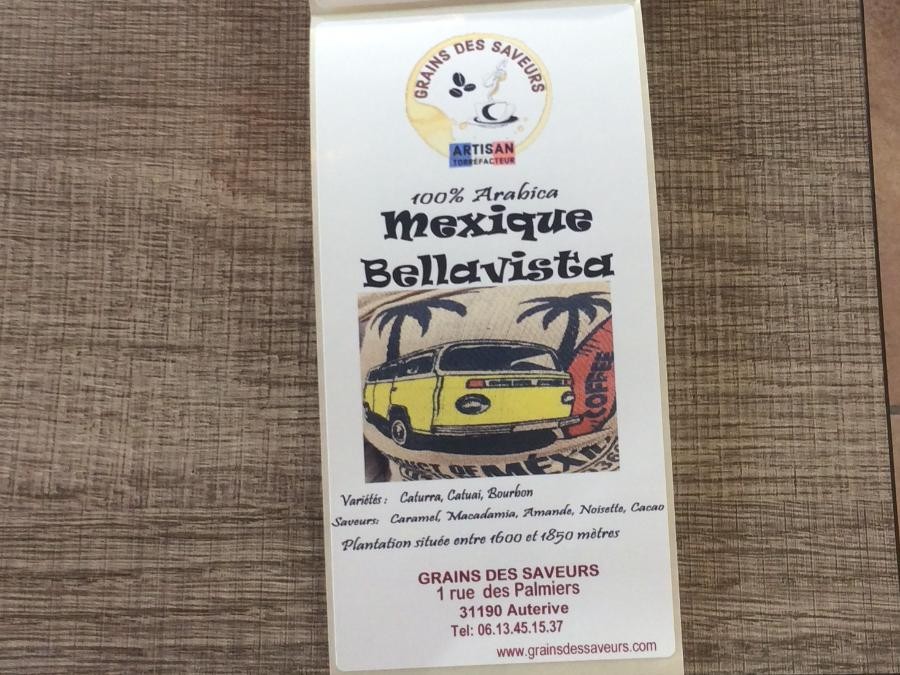 GRAINS DES SAVEURS
ARTISAN
TORRÉFACTEUR
100% Arabica
Mexique
Bellavista
COFFEE
CT OF MEXI
Variétés : Caturra, Catuai, Bourbon
Saveurs: Caramel, Macadamia, Amande, Noisette, Cacao
Plantation située entre 1600 et 1850 mètres
GRAINS DES SAVEURS
1 rue des Palmiers
31190 Auterive
Tel: 06.13.45.15.37
www.grainsdessaveurs.com